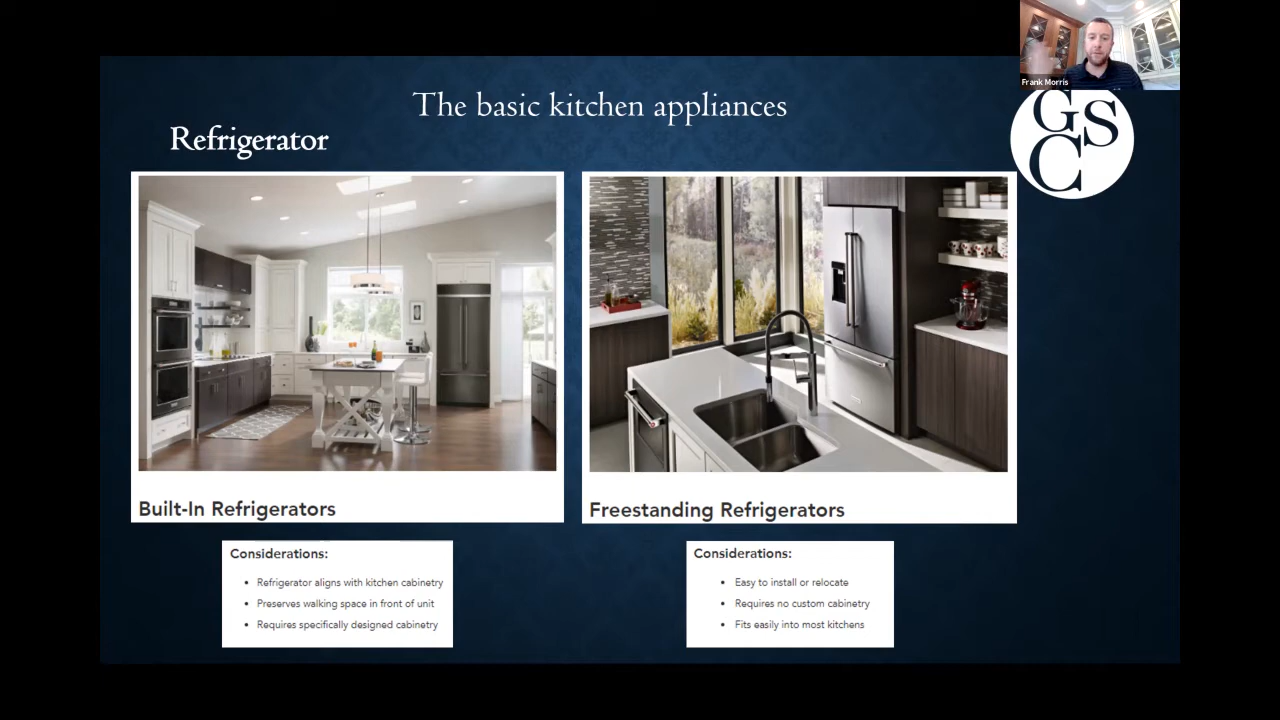 Frank Morris
The basic kitchen appliances
GSC
Refrigerator
Built-In Refrigerators
Considerations:
• Refrigerator aligns with kitchen cabinetry
• Preserves walking space in front of unit
• Requires specifically designed cabinetry
Freestanding Refrigerators
Considerations:
• Easy to install or relocate
• Requires no custom cabinetry
• Fits easily into most kitchens